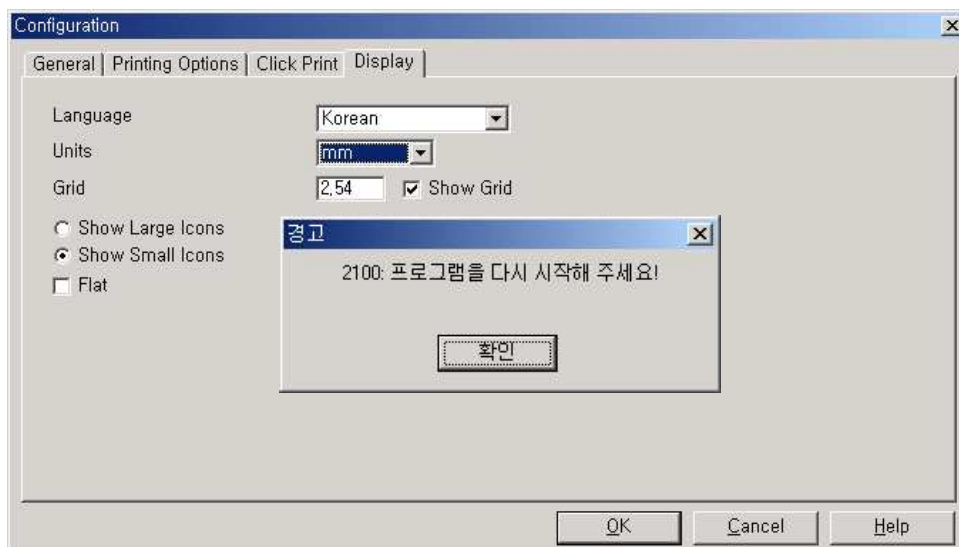 Configuration
General
Printing Options
Click Print
Display
Language
Korean
Units
mm
Grid
2.54
Show Grid
Show Large Icons
Show Small Icons
Flat
경고
2100: 프로그램을 다시 시작해 주세요!
확인
OK
Cancel
Help